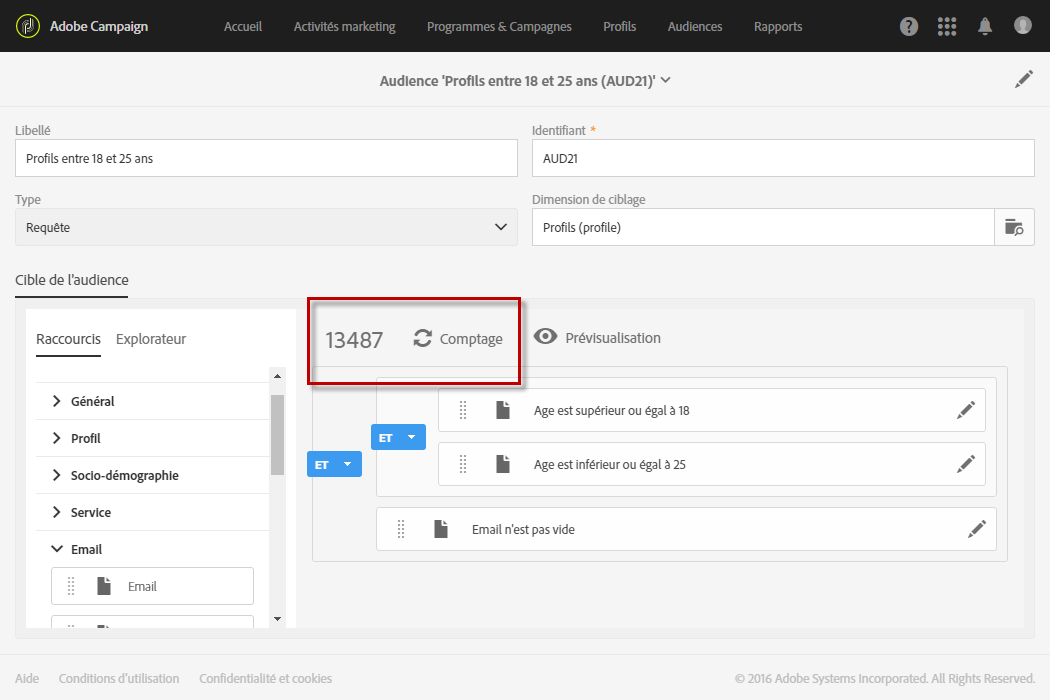 Adobe Campaign Accueil Activités marketing Programmes & Campagnes Profils Audiences Rapports ?
Audience 'Profils entre 18 et 25 ans (AUD21)'
Libellé Identifiant *
Profils entre 18 et 25 ans AUD21
Type Dimension de ciblage
Requête Profils (profile)
Cible de l'audience
Raccourcis Explorateur 13487 Comptage Prévisualisation
Général
Profil
Socio-démographie
Service
Email
Email
ET
ET
Age est supérieur ou égal à 18
Age est inférieur ou égal à 25
Email n'est pas vide
Aide Conditions d'utilisation Confidentialité et cookies © 2016 Adobe Systems Incorporated. All Rights Reserved.